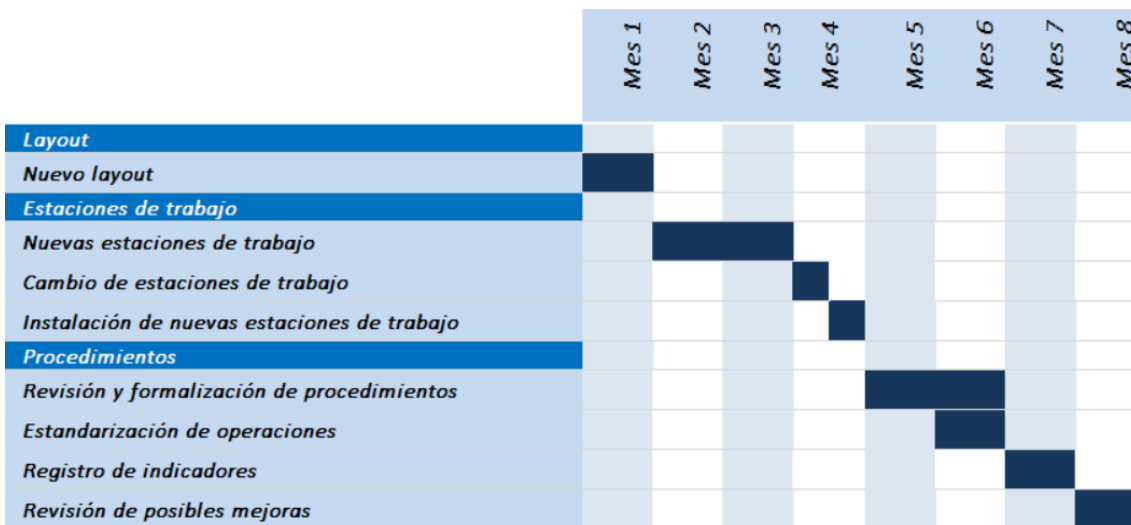 Mes 1
Mes 2
Mes 3
Mes 4
Mes 5
Mes 6
Mes 7
Mes 8
Layout
Nuevo layout
Estaciones de trabajo
Nuevas estaciones de trabajo
Cambio de estaciones de trabajo
Instalación de nuevas estaciones de trabajo
Procedimientos
Revisión y formalización de procedimientos
Estandarización de operaciones
Registro de indicadores
Revisión de posibles mejoras